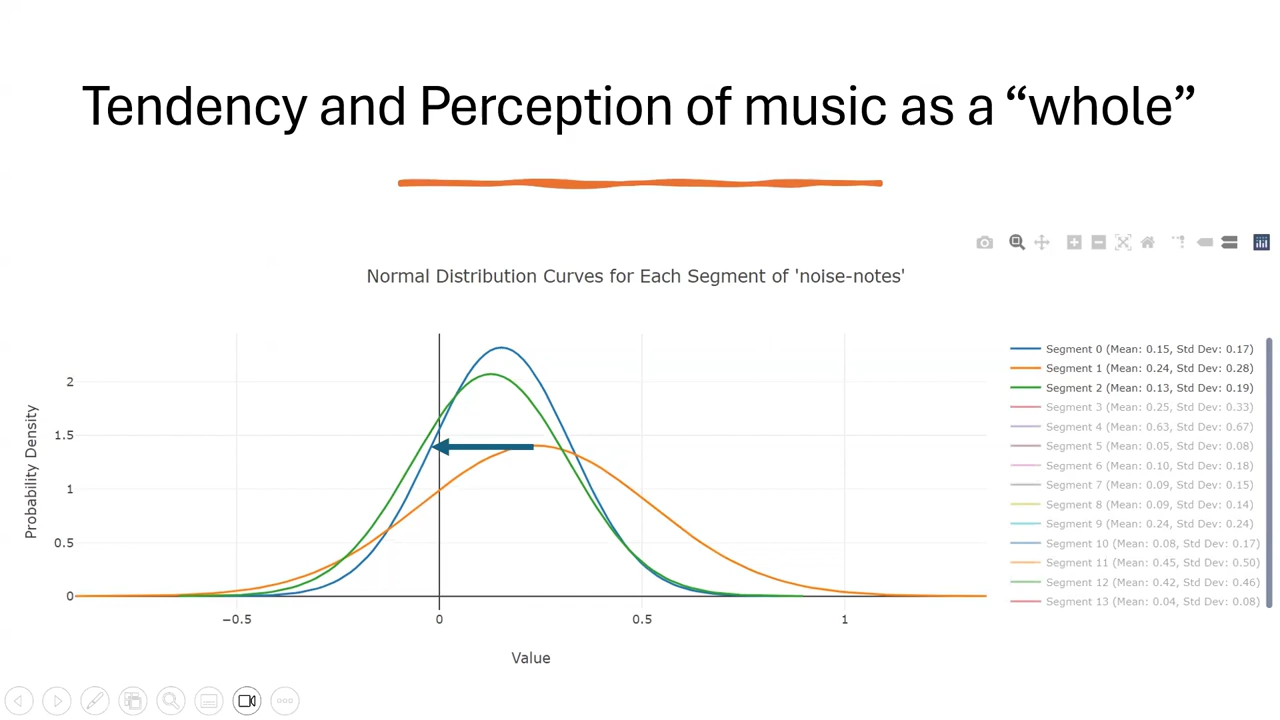 Tendency and Perception of music as a “whole”
Normal Distribution Curves for Each Segment of 'noise-notes'
Probability Density
2
1.5
1
0.5
0
−0.5
0
0.5
1
Value
Segment 0 (Mean: 0.15, Std Dev: 0.17)
Segment 1 (Mean: 0.24, Std Dev: 0.28)
Segment 2 (Mean: 0.13, Std Dev: 0.19)
Segment 3 (Mean: 0.25, Std Dev: 0.33)
Segment 4 (Mean: 0.63, Std Dev: 0.67)
Segment 5 (Mean: 0.05, Std Dev: 0.08)
Segment 6 (Mean: 0.10, Std Dev: 0.18)
Segment 7 (Mean: 0.09, Std Dev: 0.15)
Segment 8 (Mean: 0.09, Std Dev: 0.14)
Segment 9 (Mean: 0.24, Std Dev: 0.24)
Segment 10 (Mean: 0.08, Std Dev: 0.17)
Segment 11 (Mean: 0.45, Std Dev: 0.50)
Segment 12 (Mean: 0.42, Std Dev: 0.46)
Segment 13 (Mean: 0.04, Std Dev: 0.08)